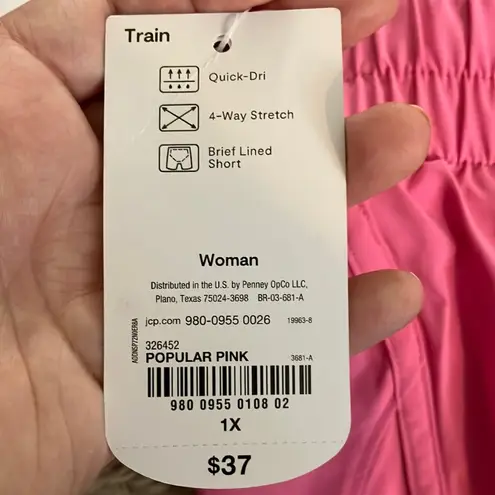 Train
Quick-Dri
4-Way Stretch
Brief Lined
Short
Woman
Distributed in the U.S. by Penney OpCo LLC,
Plano, Texas 75024-3698 BR-03-681-A
jcp.com 980-0955 0026 19963-8
326452
POPULAR PINK 3681-A
980 0955 0108 02
1X
$37